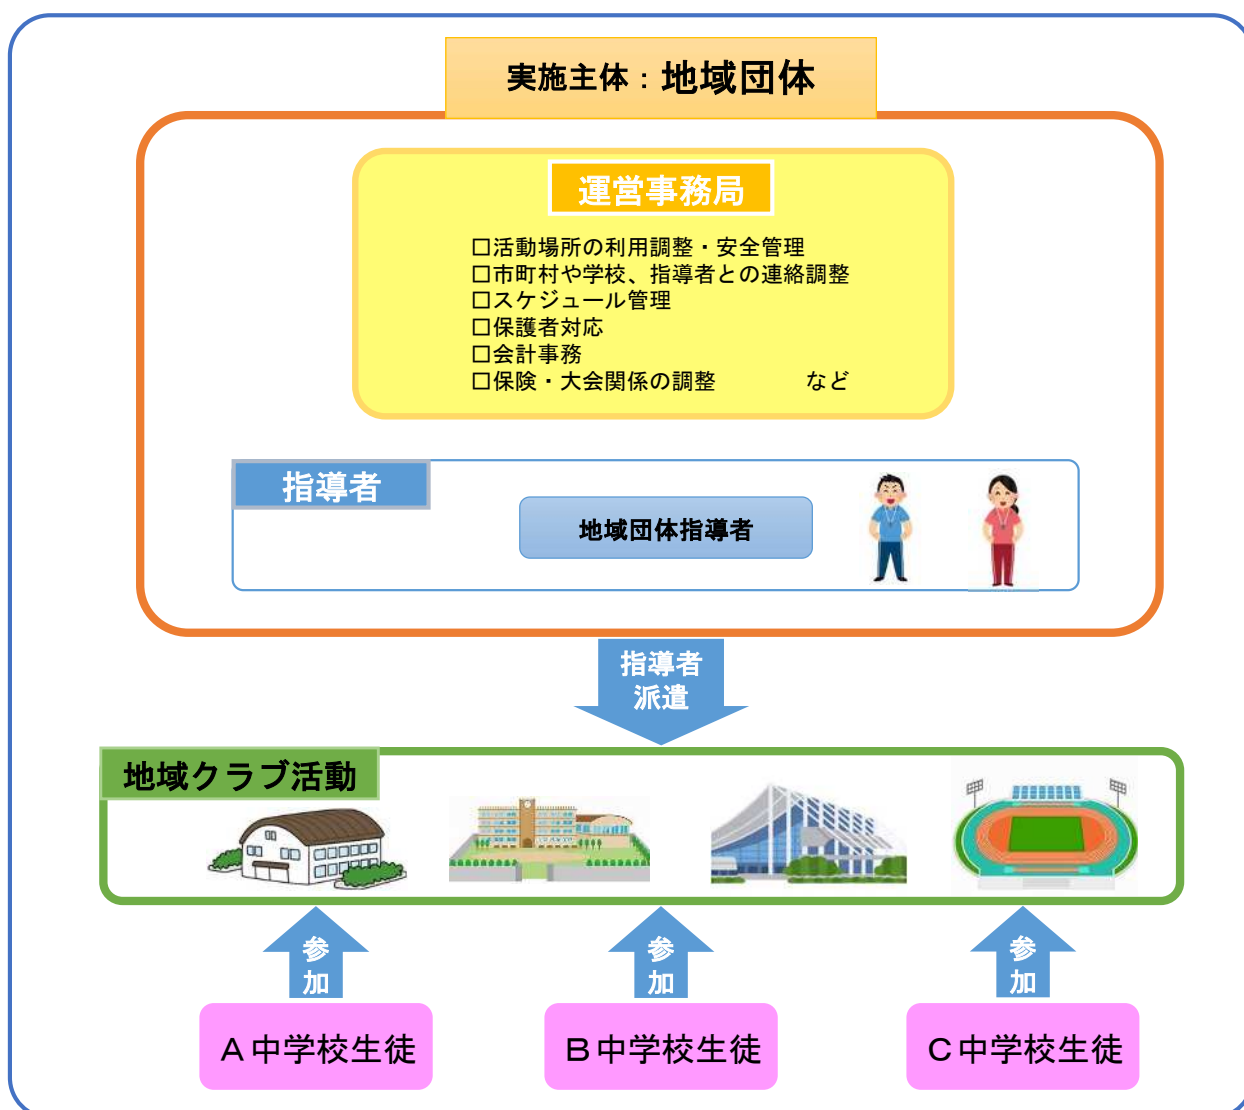 実施主体：地域団体
運営事務局
□活動場所の利用調整・安全管理
□市町村や学校、指導者との連絡調整
□スケジュール管理
□保護者対応
□会計事務
□保険・大会関係の調整　　　　など
指導者
地域団体指導者
指導者
派遣
地域クラブ活動
参加
参加
参加
Ａ中学校生徒
Ｂ中学校生徒
Ｃ中学校生徒